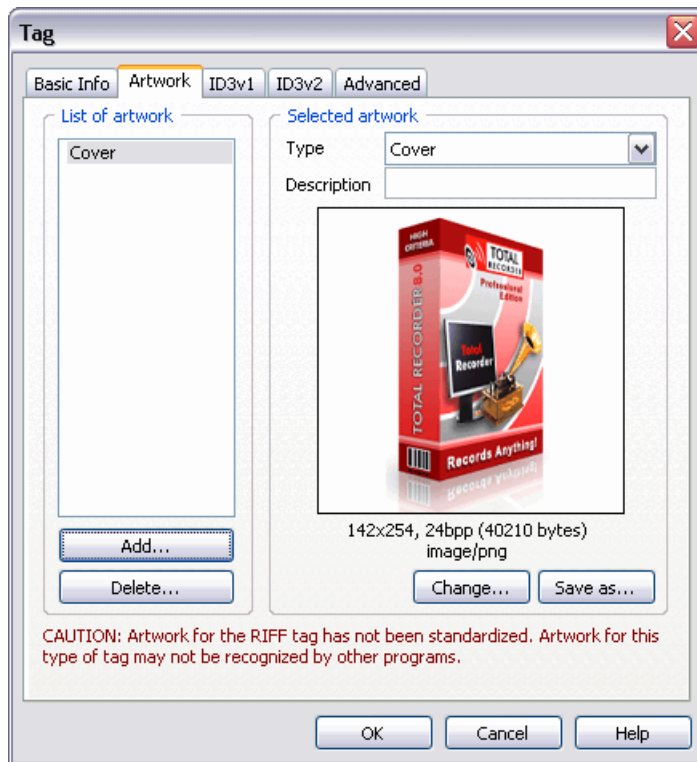 Tag
Basic Info
Artwork
ID3v1
ID3v2
Advanced
List of artwork
Cover
Add...
Delete...
Selected artwork
Type
Cover
Description
HIGH
CRITERIA
TOTAL
RECORDER
Professional
Edition
TOTAL RECORDER 8.0
Total
Recorder
Records Anything!
142x254, 24bpp (40210 bytes)
image/png
Change...
Save as...
CAUTION: Artwork for the RIFF tag has not been standardized. Artwork for this
type of tag may not be recognized by other programs.
OK
Cancel
Help